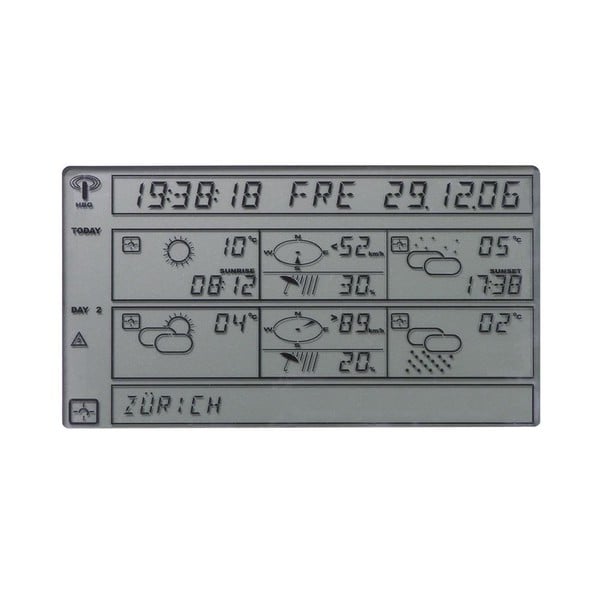 HBG
19:38:18 FRE 29.12.06
TODAY
10 °C
N
W E
S
<52 km/h
05 °C
SUNRISE
08:12
30 %
SUNSET
17:38
DAY 2
04 °C
N
W E
S
>89 km/h
02 °C
20 %
ZÜRICH